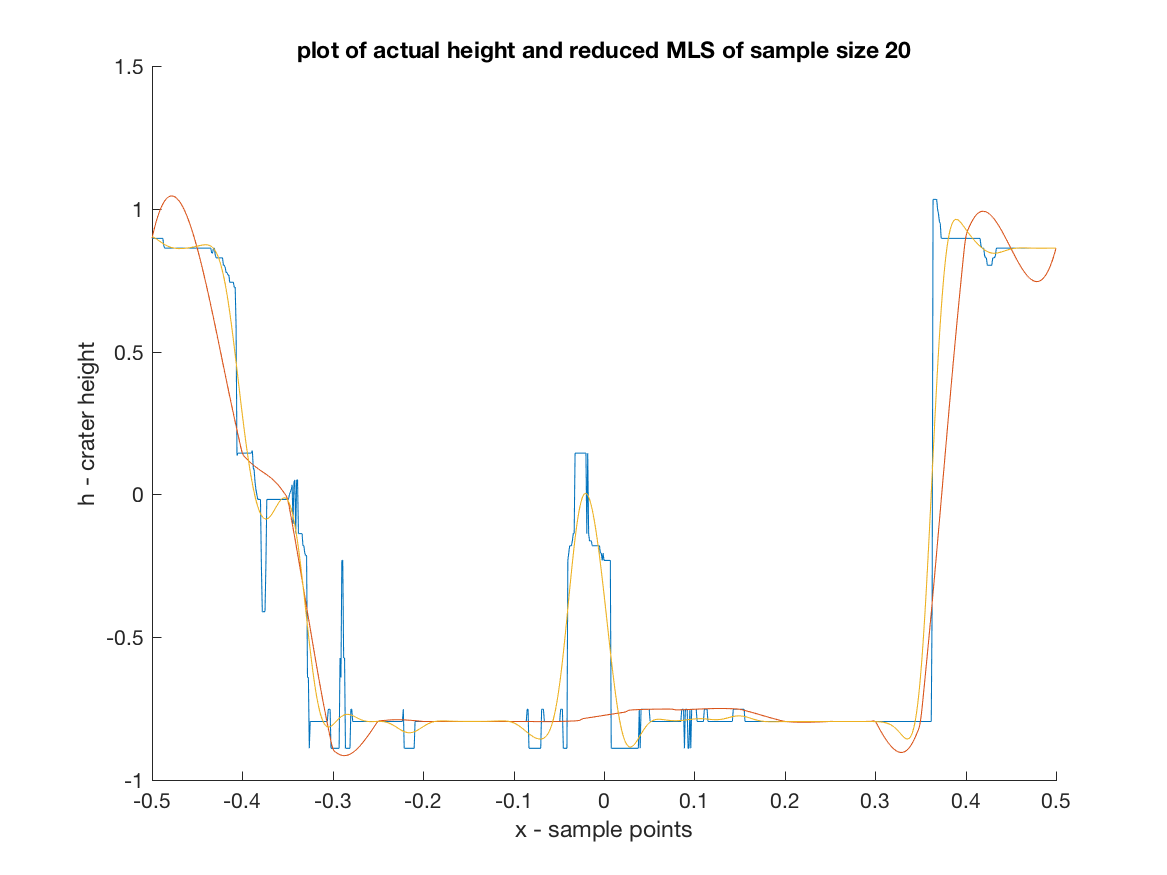 plot of actual height and reduced MLS of sample size 20
1.5
1
0.5
0
-0.5
-1
h - crater height
-0.5 -0.4 -0.3 -0.2 -0.1 0 0.1 0.2 0.3 0.4 0.5
x - sample points